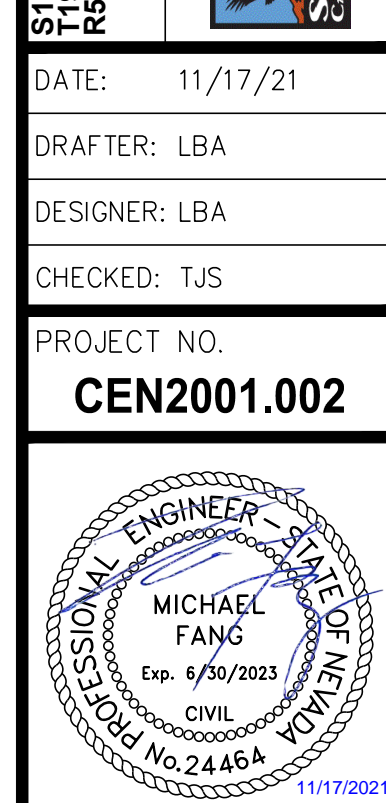 DATE: 11/17/21
DRAFTER: LBA
DESIGNER: LBA
CHECKED: TJS
PROJECT NO.
CEN2001.002
PROFESSIONAL ENGINEER - STATE OF NEVADA
MICHAEL
FANG
Exp. 6/30/2023
CIVIL
No. 24464
11/17/2021